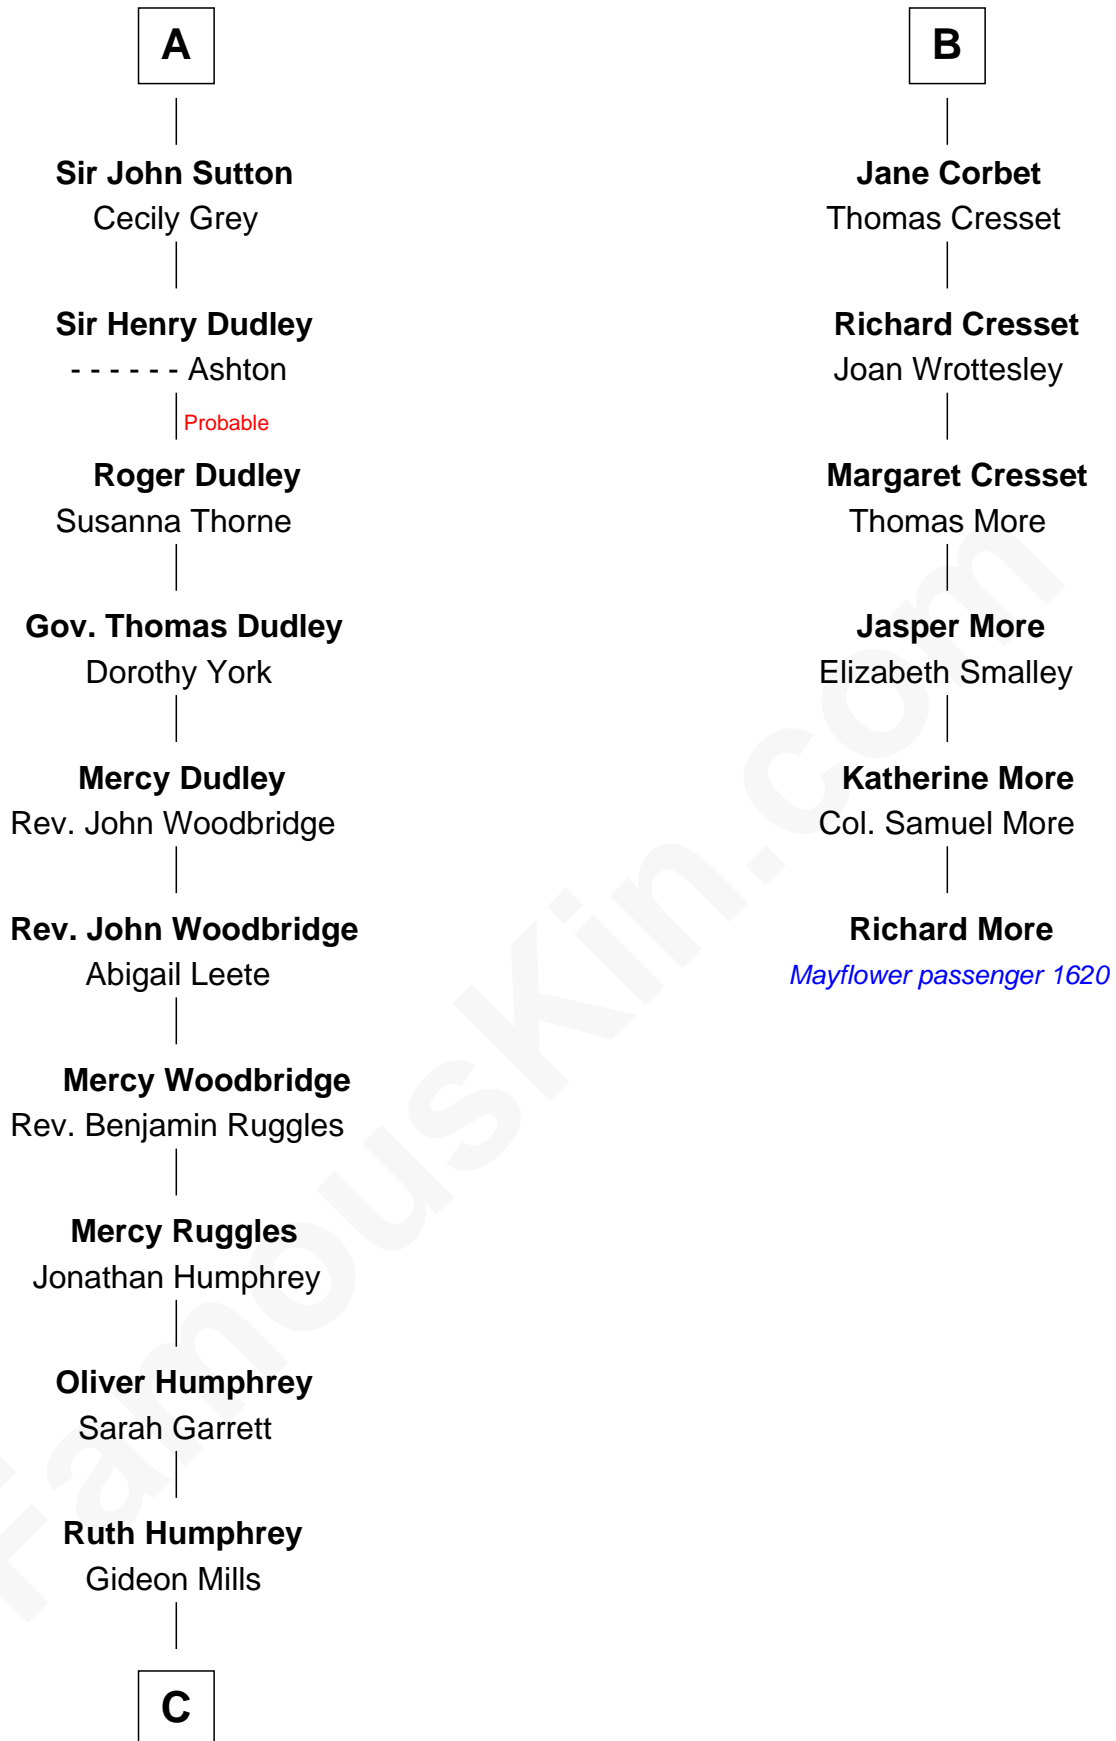 A
Sir John Sutton
Cecily Grey
Sir Henry Dudley
- - - - - - Ashton
Probable
Roger Dudley
Susanna Thorne
Gov. Thomas Dudley
Dorothy York
Mercy Dudley
Rev. John Woodbridge
Rev. John Woodbridge
Abigail Leete
Mercy Woodbridge
Rev. Benjamin Ruggles
Mercy Ruggles
Jonathan Humphrey
Oliver Humphrey
Sarah Garrett
Ruth Humphrey
Gideon Mills
C
B
Jane Corbet
Thomas Cresset
Richard Cresset
Joan Wrottesley
Margaret Cresset
Thomas More
Jasper More
Elizabeth Smalley
Katherine More
Col. Samuel More
Richard More
Mayflower passenger 1620
FamousKin.com